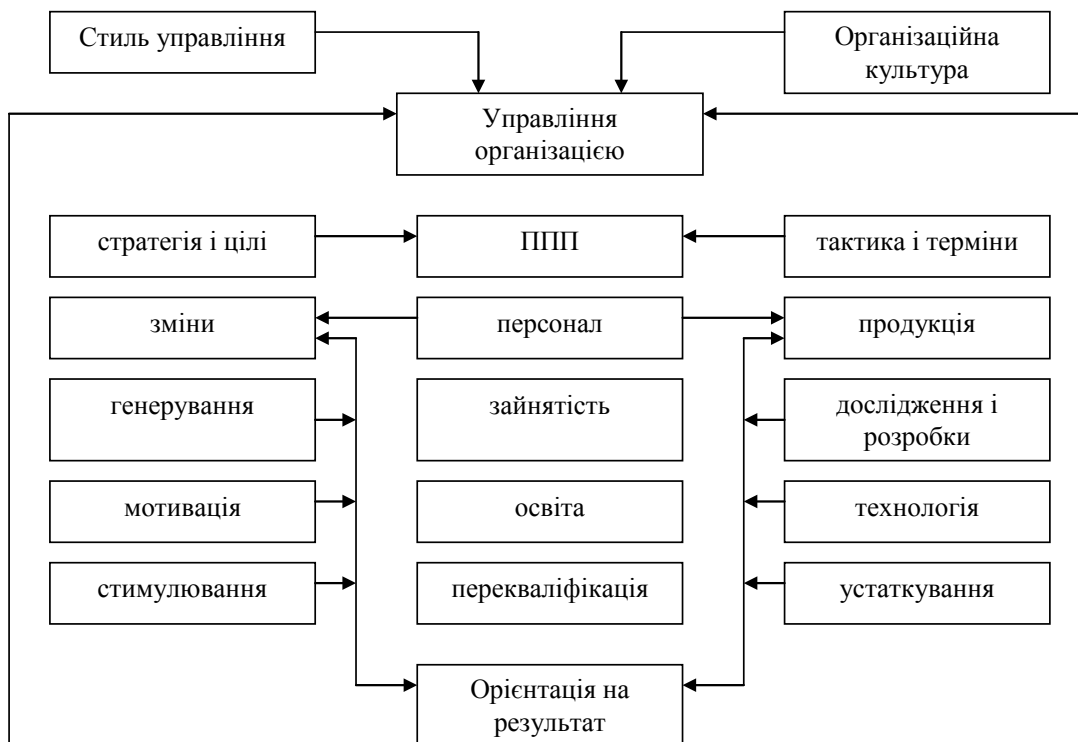 Стиль управління
Організаційна
культура
Управління
організацією
стратегія і цілі
ППП
тактика і терміни
зміни
персонал
продукція
генерування
зайнятість
дослідження і
розробки
мотивація
освіта
технологія
стимулювання
перекваліфікація
устаткування
Орієнтація на
результат